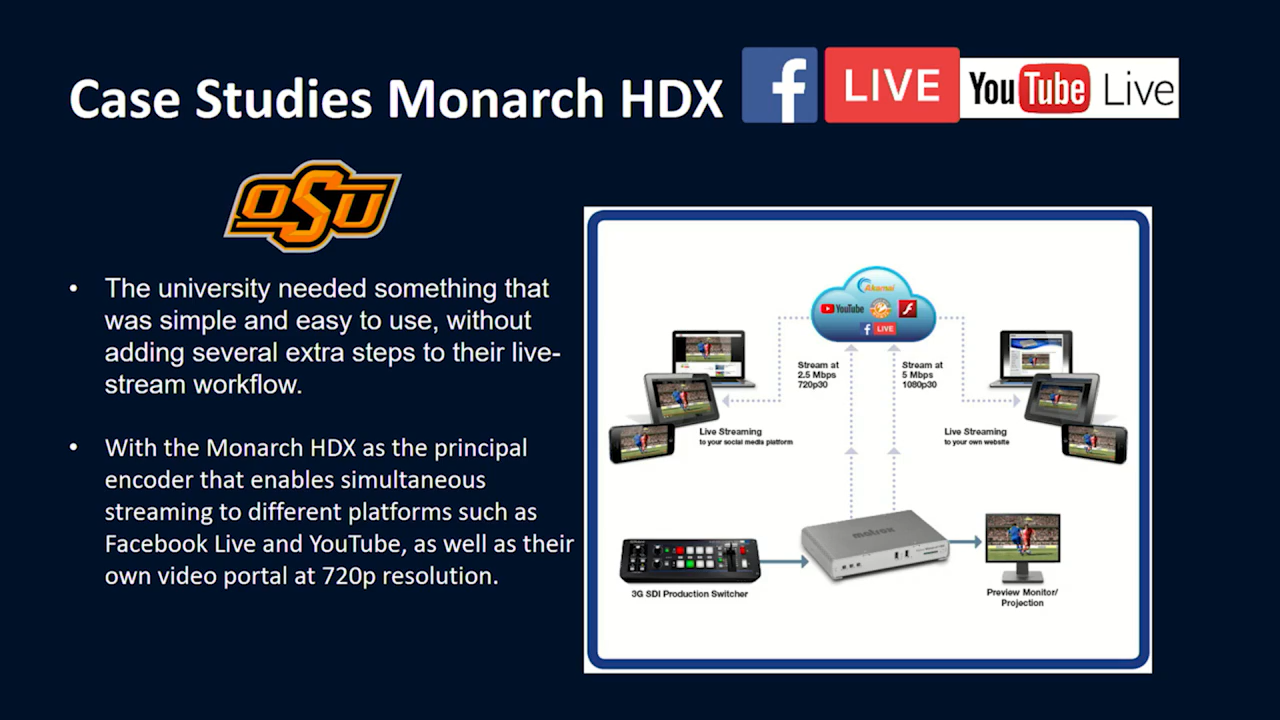 Case Studies Monarch HDX
f LIVE YouTube Live
OSU
• The university needed something that
was simple and easy to use, without
adding several extra steps to their live-
stream workflow.
• With the Monarch HDX as the principal
encoder that enables simultaneous
streaming to different platforms such as
Facebook Live and YouTube, as well as their
own video portal at 720p resolution.
Akamai
YouTube
f LIVE
Stream at
2.5 Mbps
720p30
Stream at
5 Mbps
1080p30
Live Streaming
to your social media platform
Live Streaming
to your own website
matrox
3G SDI Production Switcher
Preview Monitor/
Projection